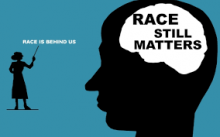 RACE IS BEHIND US
RACE
STILL
MATTERS